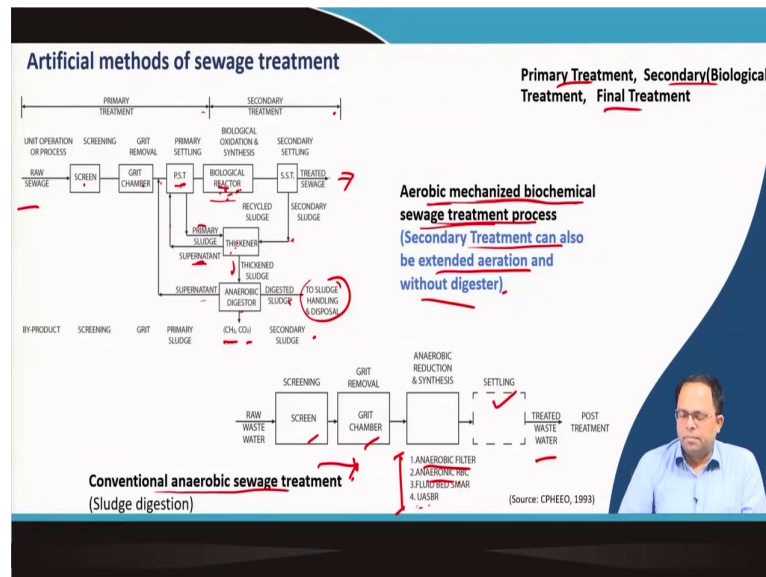 Artificial methods of sewage treatment
Primary Treatment, Secondary(Biological
Treatment, Final Treatment
PRIMARY
TREATMENT
SECONDARY
TREATMENT
UNIT OPERATION
OR PROCESS
SCREENING
GRIT
REMOVAL
PRIMARY
SETTLING
BIOLOGICAL
OXIDATION &
SYNTHESIS
SECONDARY
SETTLING
RAW
SEWAGE
SCREEN
GRIT
CHAMBER
P.S.T
BIOLOGICAL
REACTOR
S.S.T.
TREATED
SEWAGE
RECYCLED
SLUDGE
SECONDARY
SLUDGE
PRIMARY
SLUDGE
THICKENER
SUPERNATANT
THICKENED
SLUDGE
SUPERNATANT
ANAEROBIC
DIGESTOR
DIGESTED
SLUDGE
TO SLUDGE
HANDLING
& DISPOSAL
BY-PRODUCT
SCREENING
GRIT
PRIMARY
SLUDGE
(CH₄, CO₂)
SECONDARY
SLUDGE
Aerobic mechanized biochemical
sewage treatment process
(Secondary Treatment can also
be extended aeration and
without digester).
SCREENING
GRIT
REMOVAL
ANAEROBIC
REDUCTION
& SYNTHESIS
SETTLING
RAW
WASTE
WATER
SCREEN
GRIT
CHAMBER
TREATED
WASTE
WATER
POST
TREATMENT
1.ANAEROBIC FILTER
2.ANAERONIC RBC
3.FLUID BED SMAR
4. UASBR
Conventional anaerobic sewage treatment
(Sludge digestion)
(Source: CPHEEO, 1993)